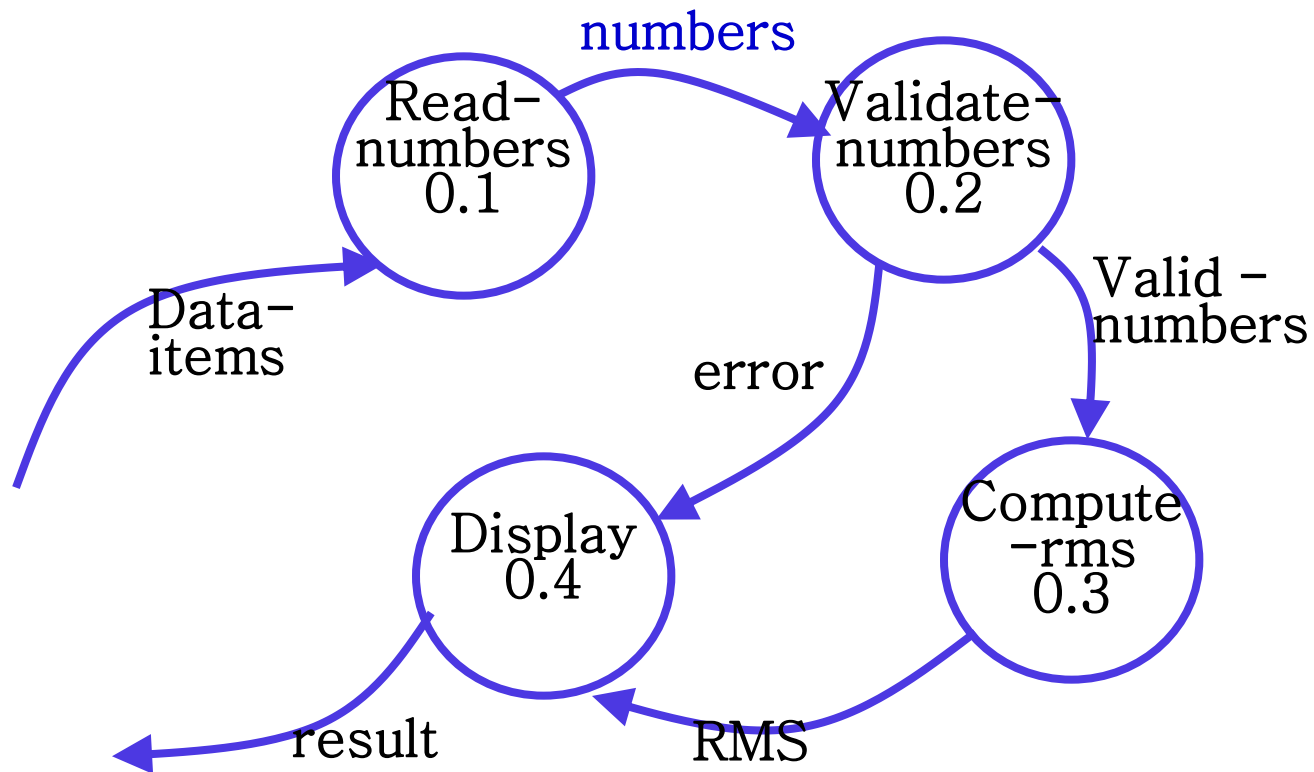 numbers
Read-
numbers
0.1
Validate-
numbers
0.2
Data-
items
Valid -
numbers
error
Display
0.4
Compute
-rms
0.3
result
RMS